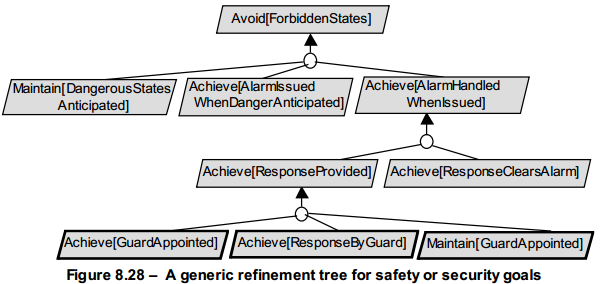 Avoid[ForbiddenStates]
Maintain[DangerousStates
Anticipated]
Achieve[AlarmIssued
WhenDangerAnticipated]
Achieve[AlarmHandled
WhenIssued]
Achieve[ResponseProvided]
Achieve[ResponseClearsAlarm]
Achieve[GuardAppointed]
Achieve[ResponseByGuard]
Maintain[GuardAppointed]
Figure 8.28 – A generic refinement tree for safety or security goals